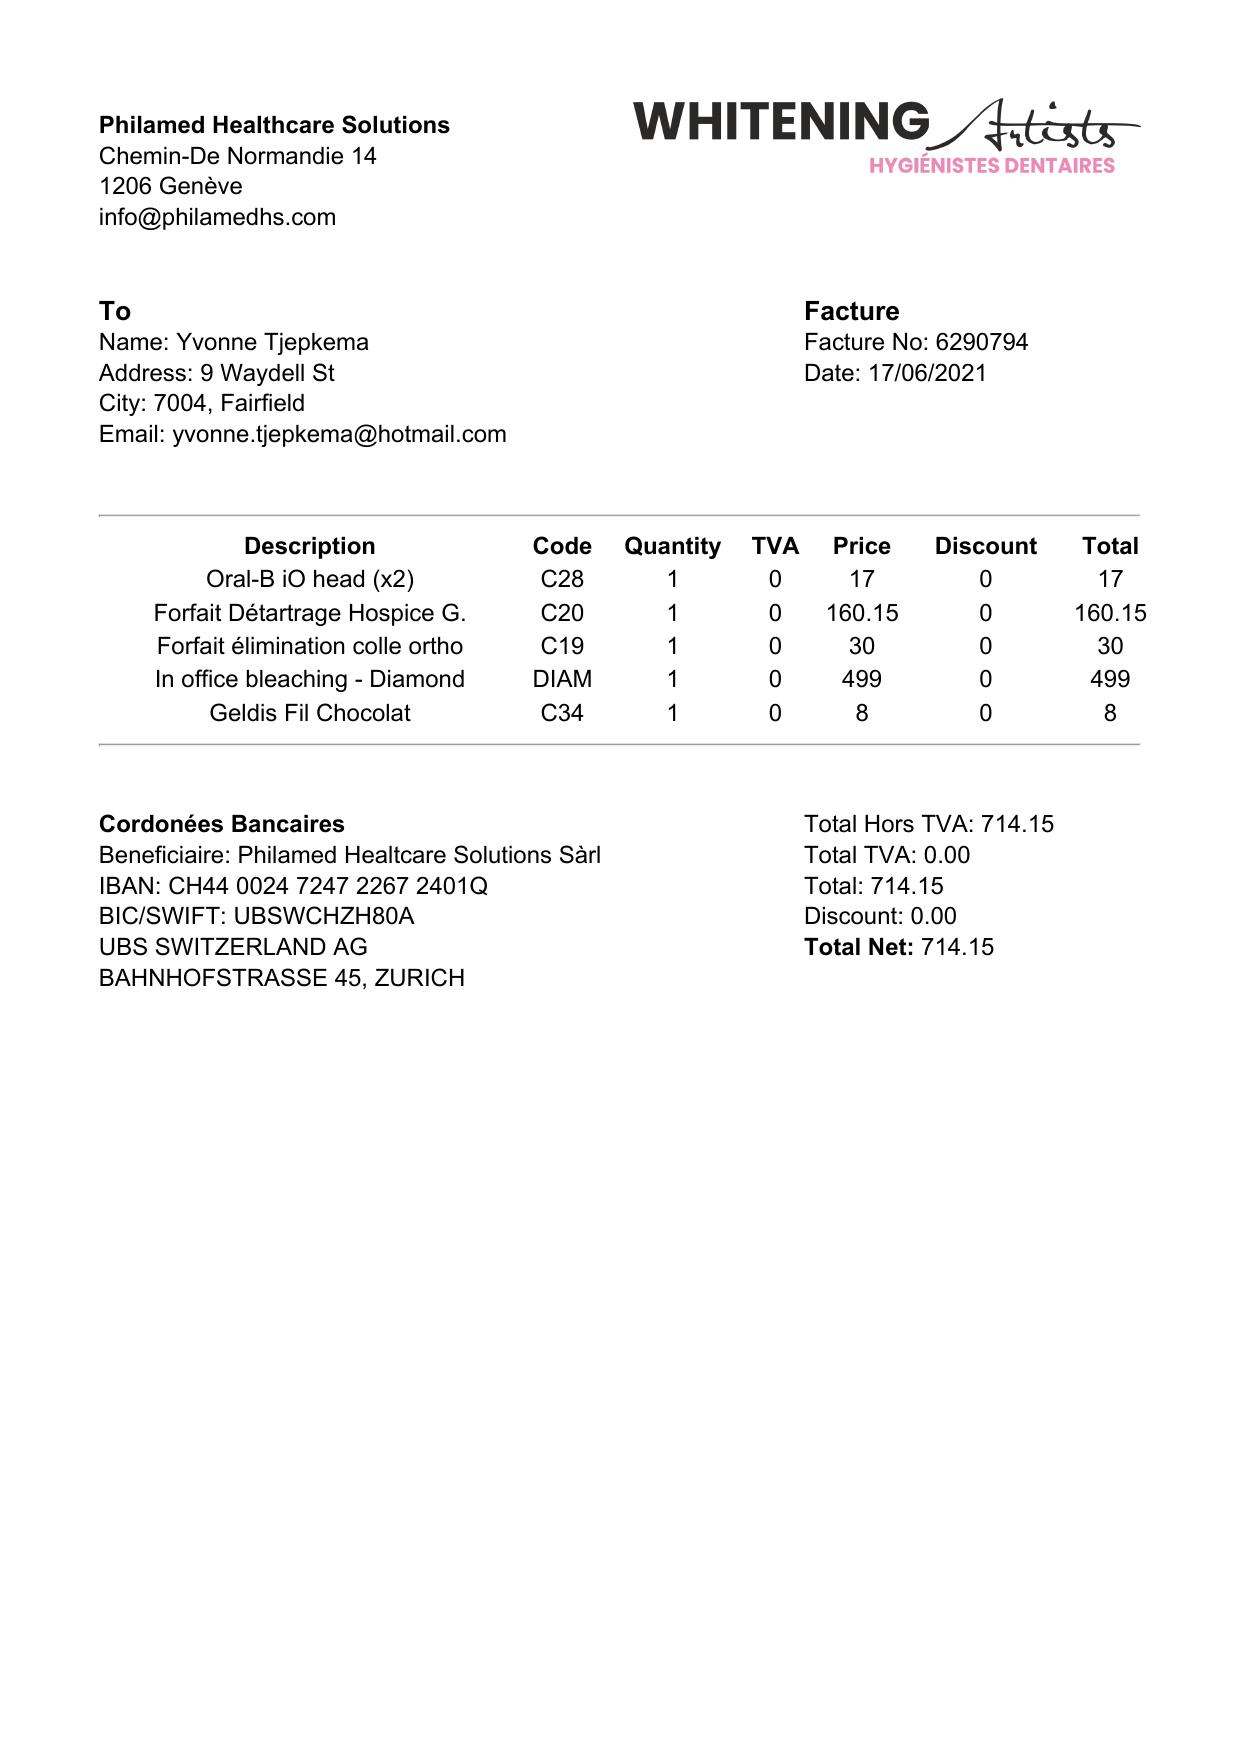 Philamed Healthcare Solutions
Chemin-De Normandie 14
1206 Genève
info@philamedhs.com
WHITENING Artists
HYGIÉNISTES DENTAIRES
To
Name: Yvonne Tjepkema
Address: 9 Waydell St
City: 7004, Fairfield
Email: yvonne.tjepkema@hotmail.com
Facture
Facture No: 6290794
Date: 17/06/2021
Description Code Quantity TVA Price Discount Total
Oral-B iO head (x2) C28 1 0 17 0 17
Forfait Détartrage Hospice G. C20 1 0 160.15 0 160.15
Forfait élimination colle ortho C19 1 0 30 0 30
In office bleaching - Diamond DIAM 1 0 499 0 499
Geldis Fil Chocolat C34 1 0 8 0 8
Cordonées Bancaires
Beneficiaire: Philamed Healtcare Solutions Sàrl
IBAN: CH44 0024 7247 2267 2401Q
BIC/SWIFT: UBSWCHZH80A
UBS SWITZERLAND AG
BAHNHOFSTRASSE 45, ZURICH
Total Hors TVA: 714.15
Total TVA: 0.00
Total: 714.15
Discount: 0.00
Total Net: 714.15